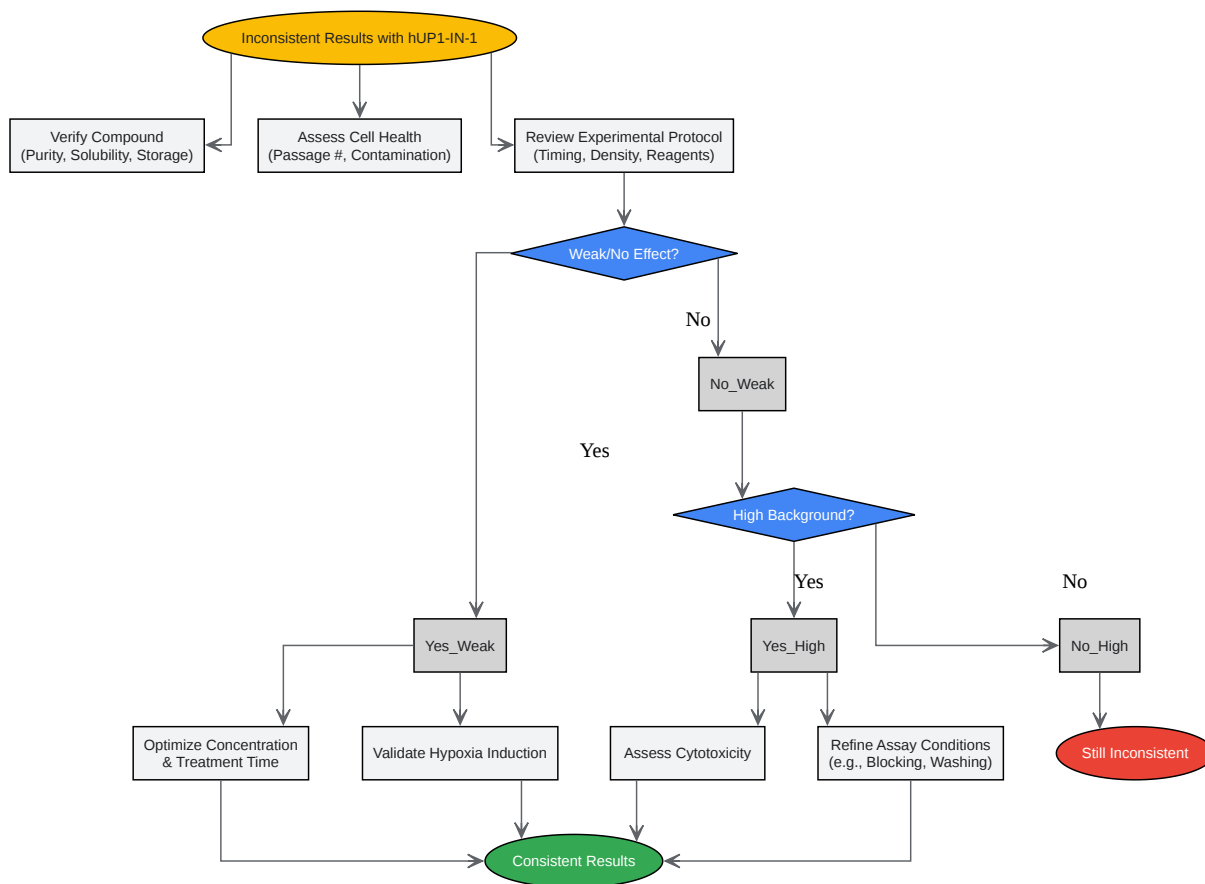 Inconsistent Results with hUP1-IN-1
Verify Compound
(Purity, Solubility, Storage)
Assess Cell Health
(Passage #, Contamination)
Review Experimental Protocol
(Timing, Density, Reagents)
Weak/No Effect?
No
No_Weak
Yes
High Background?
Yes
No
Yes_Weak
Yes_High
No_High
Optimize Concentration
& Treatment Time
Validate Hypoxia Induction
Assess Cytotoxicity
Refine Assay Conditions
(e.g., Blocking, Washing)
Still Inconsistent
Consistent Results